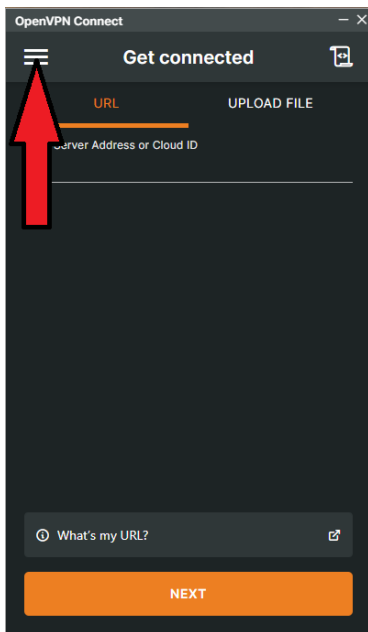 OpenVPN Connect
Get connected
URL
UPLOAD FILE
Server Address or Cloud ID
What's my URL?
NEXT